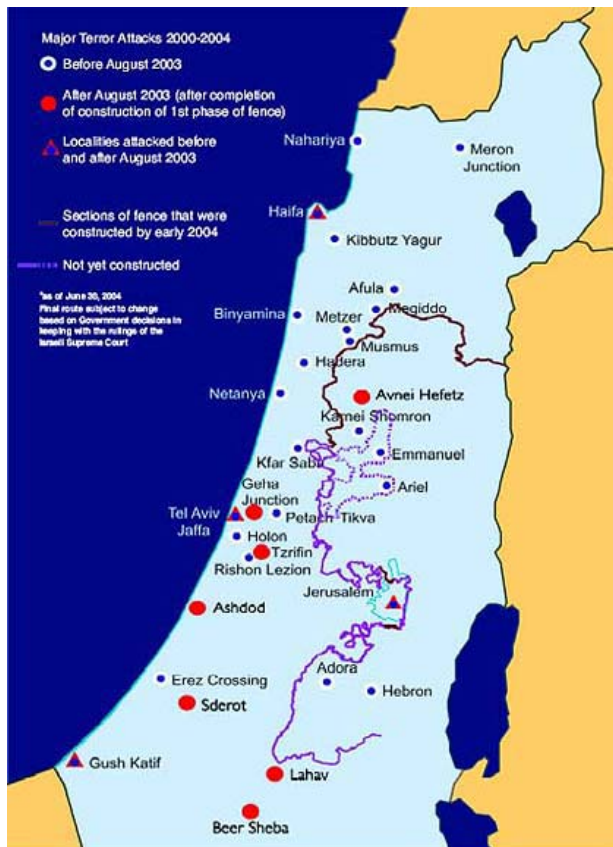 Major Terror Attacks 2000-2004
Before August 2003
After August 2003 (after completion
of construction of 1st phase of fence)
Localities attacked before
and after August 2003
Sections of fence that were
constructed by early 2004
Not yet constructed
*as of June 30, 2004
Final route subject to change
based on Government decisions in
keeping with the rulings of the
Israeli Supreme Court
Nahariya
Meron
Junction
Haifa
Kibbutz Yagur
Afula
Megiddo
Binyamina
Metzer
Musmus
Hadera
Netanya
Avnei Hefetz
Kamei Shomron
Kfar Saba
Emmanuel
Geha
Junction
Ariel
Tel Aviv
Jaffa
Petach Tikva
Holon
Tzrifin
Rishon Lezion
Jerusalem
Ashdod
Adora
Erez Crossing
Hebron
Sderot
Gush Katif
Lahav
Beer Sheba